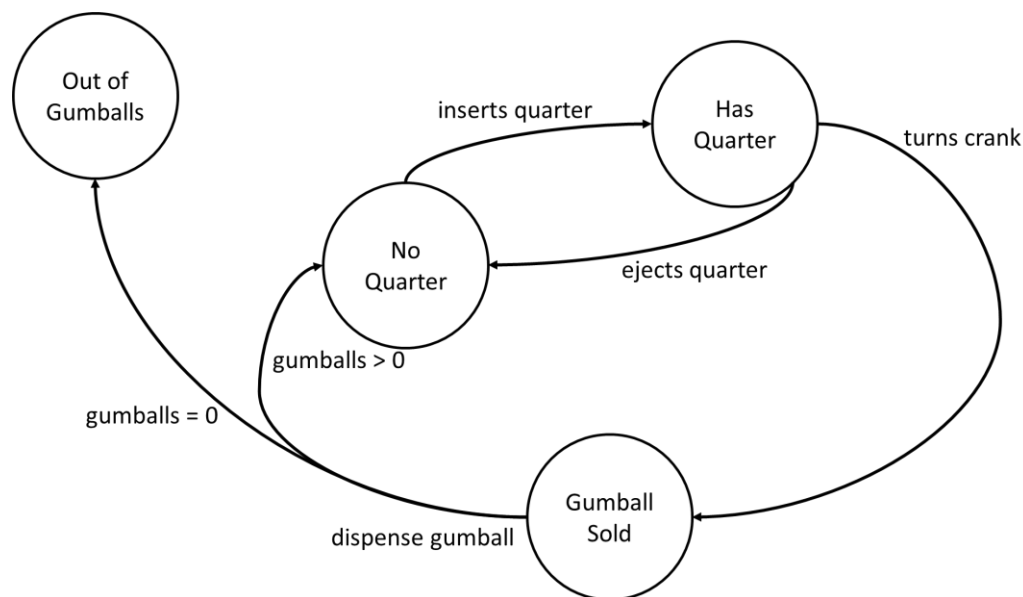 Out of
Gumballs
inserts quarter
Has
Quarter
turns crank
No
Quarter
ejects quarter
gumballs > 0
gumballs = 0
dispense gumball
Gumball
Sold